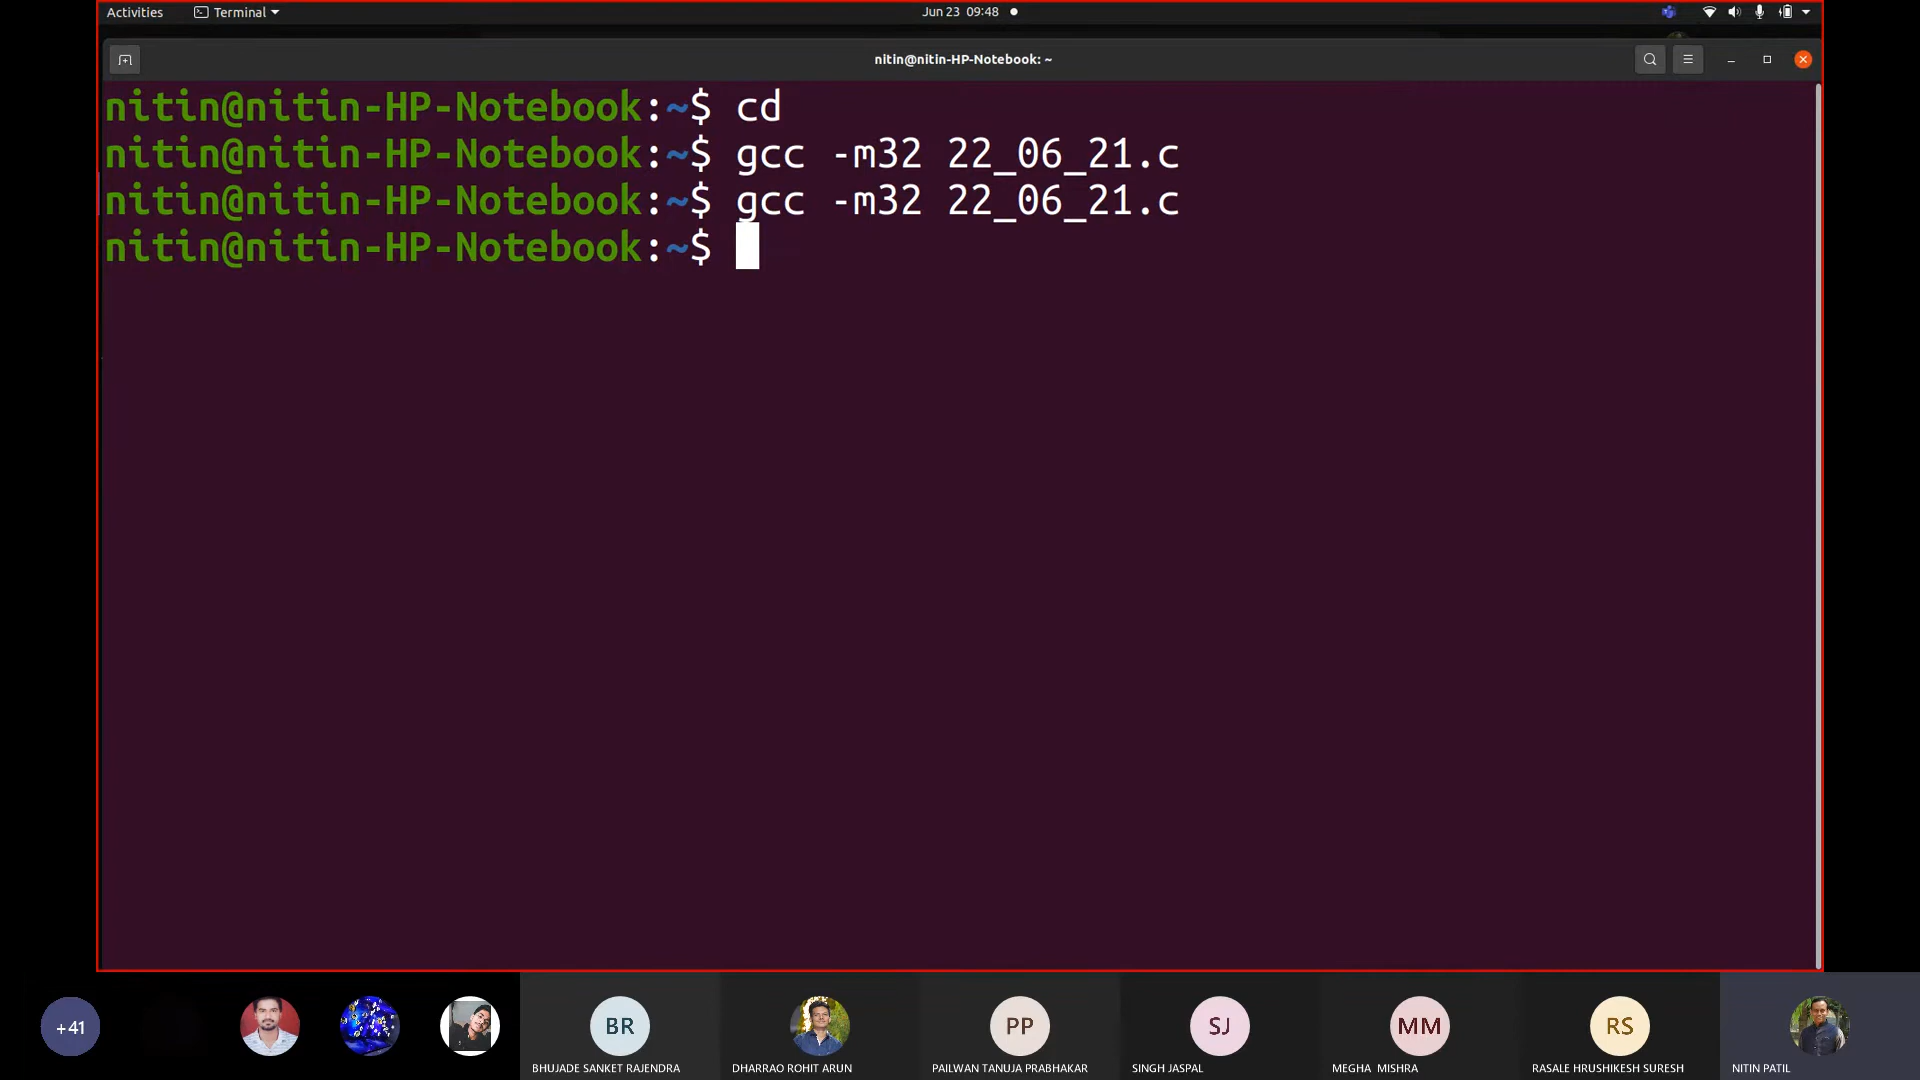 Activities Terminal Jun 23 09:48
nitin@nitin-HP-Notebook: ~
nitin@nitin-HP-Notebook:~$ cd
nitin@nitin-HP-Notebook:~$ gcc -m32 22_06_21.c
nitin@nitin-HP-Notebook:~$ gcc -m32 22_06_21.c
nitin@nitin-HP-Notebook:~$
+41 BR PP SJ MM RS
BHUJADE SANKET RAJENDRA DHARRAO ROHIT ARUN PAILWAN TANUJA PRABHAKAR SINGH JASPAL MEGHA MISHRA RASALE HRUSHIKESH SURESH NITIN PATIL